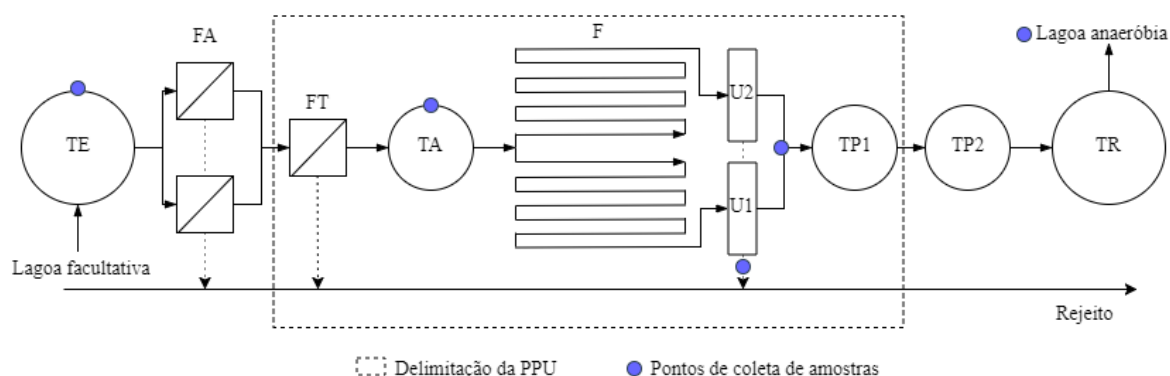 FA
F
Lagoa anaeróbia
FT
U2
TE
TA
TP1
TP2
TR
U1
Lagoa facultativa
Rejeito
Delimitação da PPU
Pontos de coleta de amostras